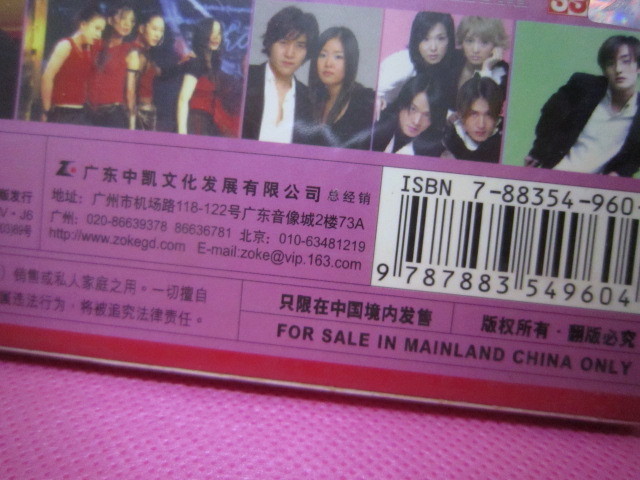 ISBN 7-88354-960-
9 787883 549604
广东中凯文化发展有限公司 总经销
地址：广州市机场路118-122号广东音像城2楼73A
广州：020-86639378 86636781 北京：010-63481219
http://www.zokegd.com E-mail:zoke@vip.163.com
版发行
V·J6
）销售或私人家庭之用。一切擅自
属违法行为，将被追究法律责任。
只限在中国境内发售
版权所有·翻版必究
FOR SALE IN MAINLAND CHINA ONLY